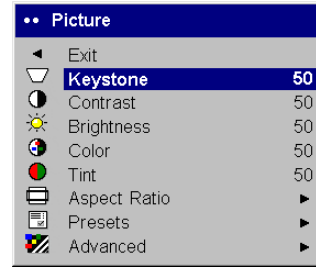 •• Picture
Exit
Keystone 50
Contrast 50
Brightness 50
Color 50
Tint 50
Aspect Ratio
Presets
Advanced